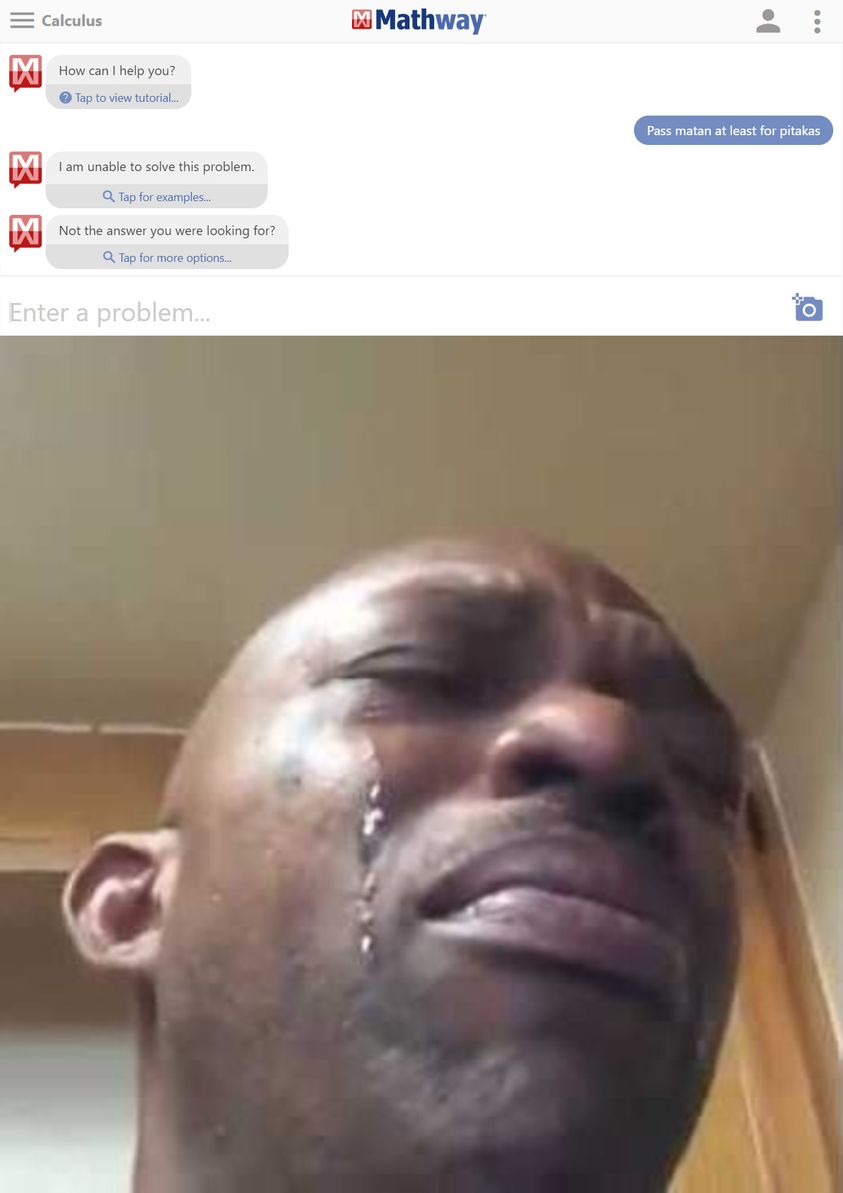 Calculus
Mathway
How can I help you?
Tap to view tutorial...
Pass matan at least for pitakas
I am unable to solve this problem.
Tap for examples...
Not the answer you were looking for?
Tap for more options...
Enter a problem...